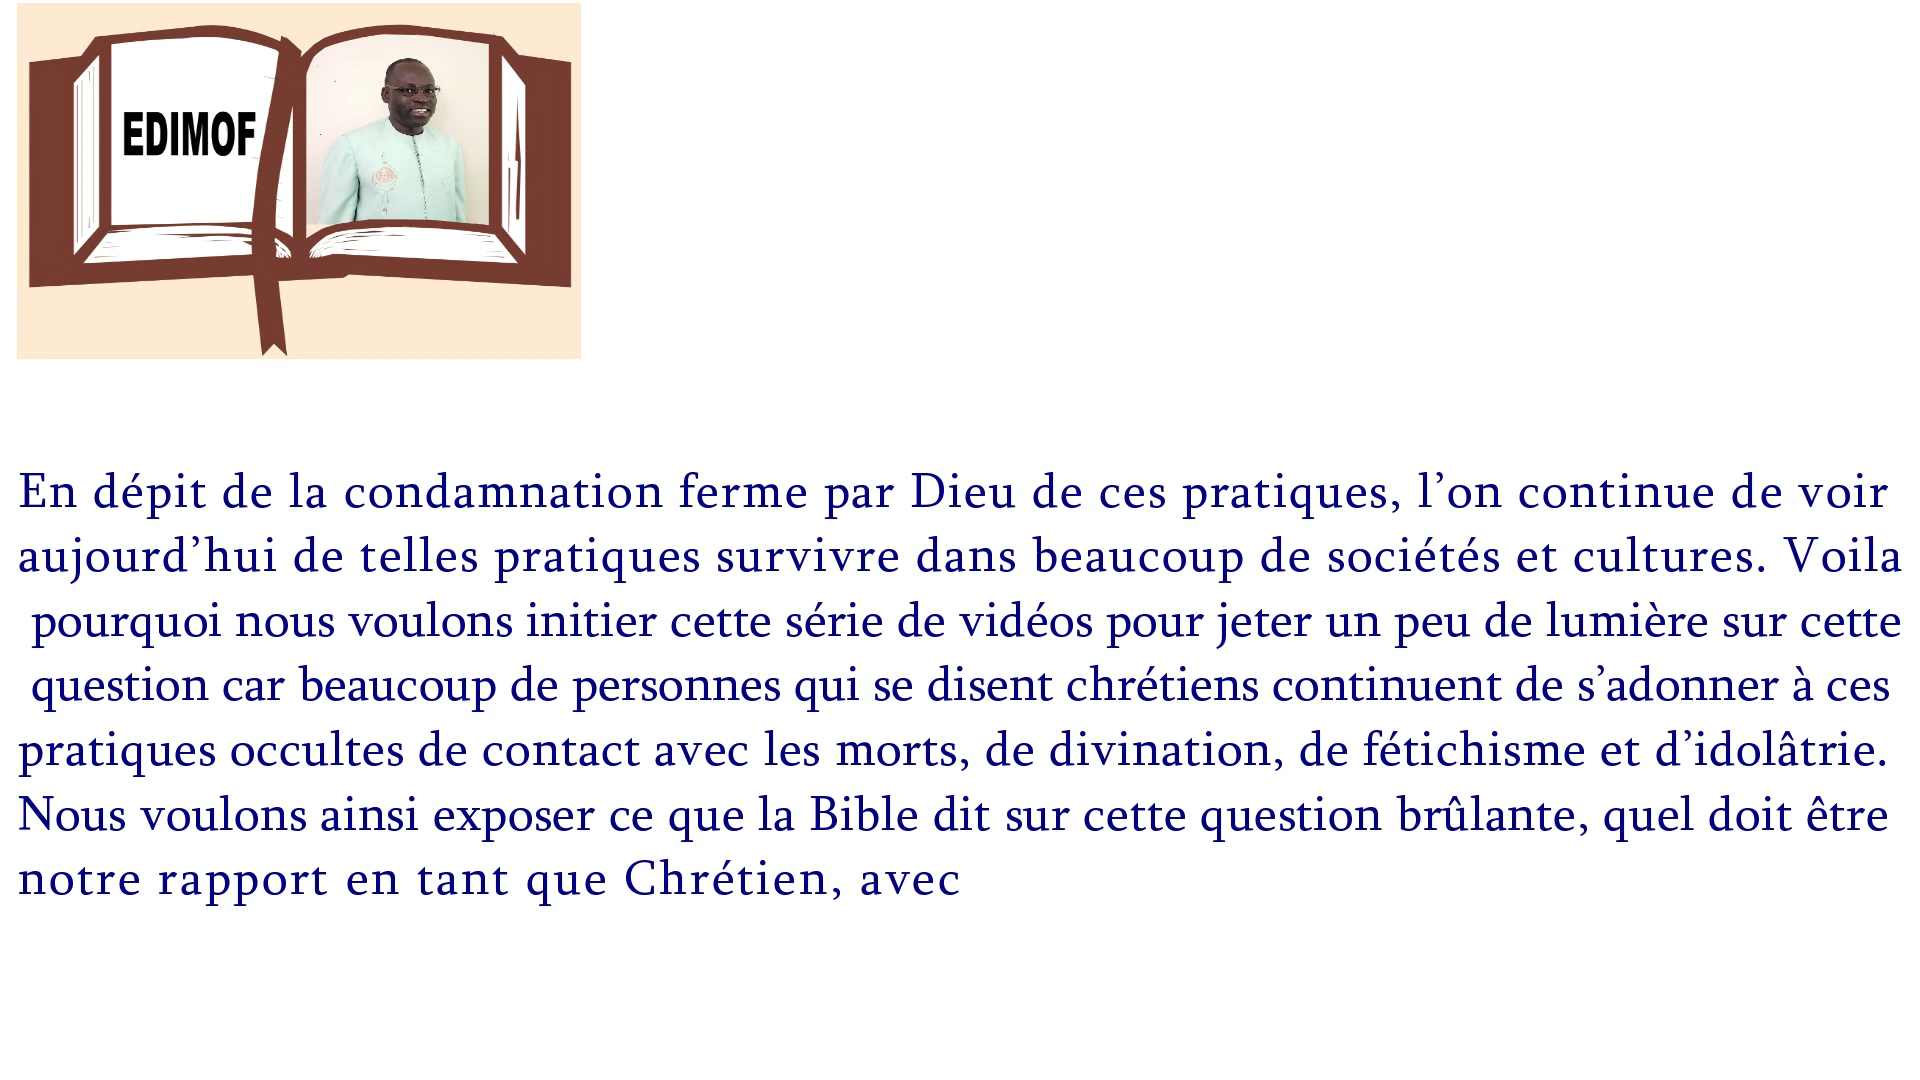 EDIMOF
En dépit de la condamnation ferme par Dieu de ces pratiques, l’on continue de voir
aujourd’hui de telles pratiques survivre dans beaucoup de sociétés et cultures. Voila
pourquoi nous voulons initier cette série de vidéos pour jeter un peu de lumière sur cette
question car beaucoup de personnes qui se disent chrétiens continuent de s’adonner à ces
pratiques occultes de contact avec les morts, de divination, de fétichisme et d’idolâtrie.
Nous voulons ainsi exposer ce que la Bible dit sur cette question brûlante, quel doit être
notre rapport en tant que Chrétien, avec